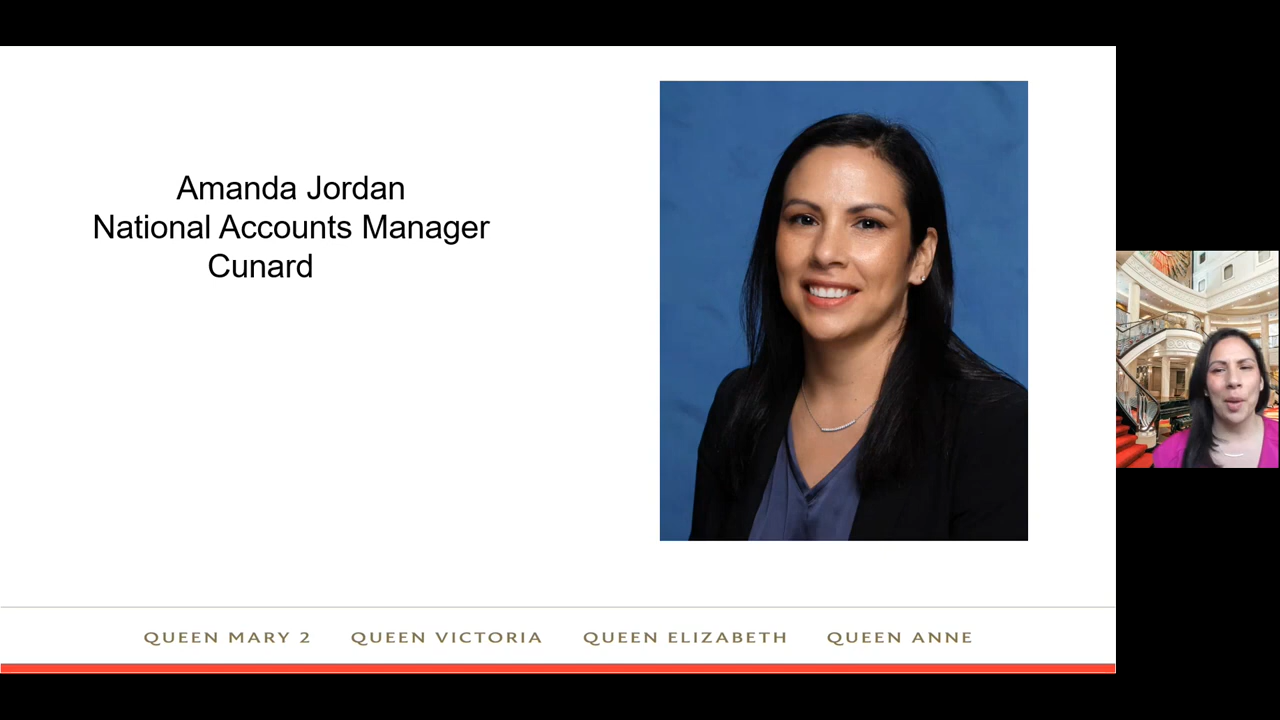 Amanda Jordan
National Accounts Manager
Cunard
QUEEN MARY 2 QUEEN VICTORIA QUEEN ELIZABETH QUEEN ANNE